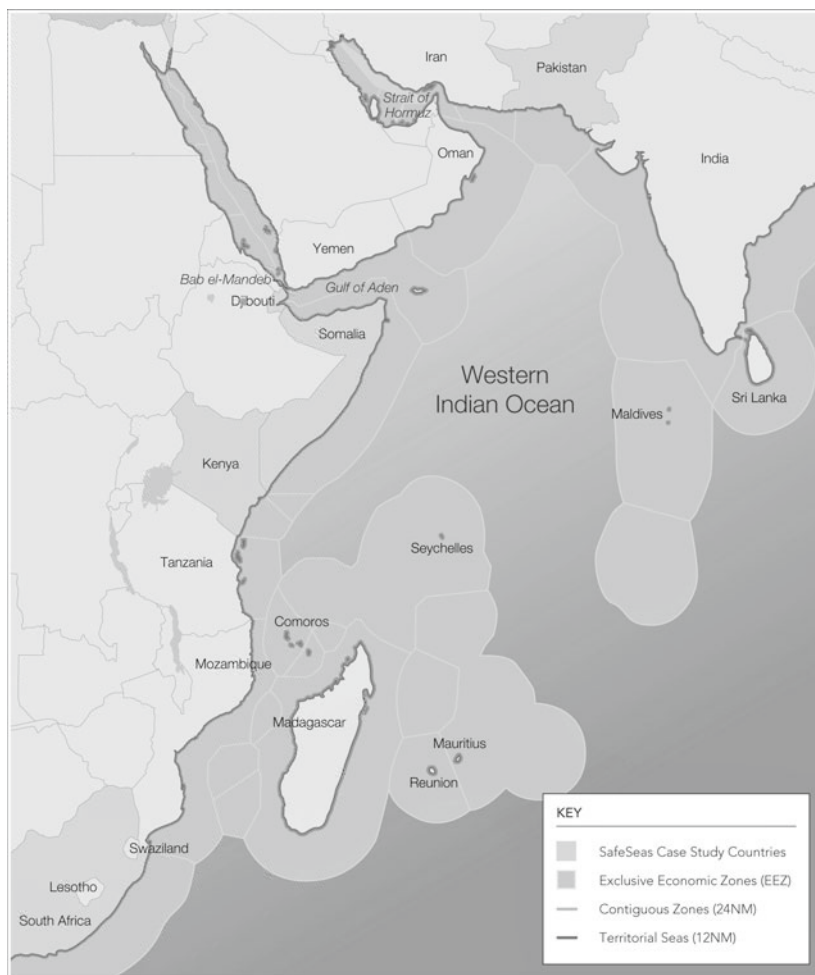 Iran
Pakistan
Strait of
Hormuz
Oman
India
Yemen
Bab el-Mandeb
Gulf of Aden
Djibouti
Somalia
Western
Indian Ocean
Maldives
Sri Lanka
Kenya
Seychelles
Tanzania
Comoros
Mozambique
Madagascar
Mauritius
Reunion
Swaziland
Lesotho
South Africa
KEY
SafeSeas Case Study Countries
Exclusive Economic Zones (EEZ)
Contiguous Zones (24NM)
Territorial Seas (12NM)